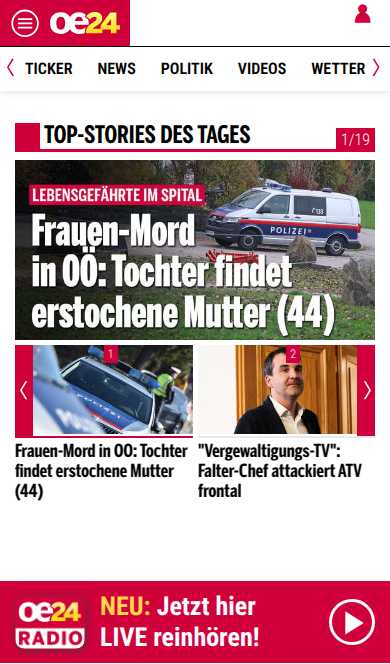 oe24
TICKER NEWS POLITIK VIDEOS WETTER
TOP-STORIES DES TAGES
1/19
LEBENSGEFÄHRTE IM SPITAL
POLIZEI
Frauen-Mord
in OÖ: Tochter findet
erstochene Mutter (44)
1
2
Frauen-Mord in OÖ: Tochter
findet erstochene Mutter
(44)
"Vergewaltigungs-TV":
Falter-Chef attackiert ATV
frontal
oe24
RADIO
NEU: Jetzt hier
LIVE reinhören!